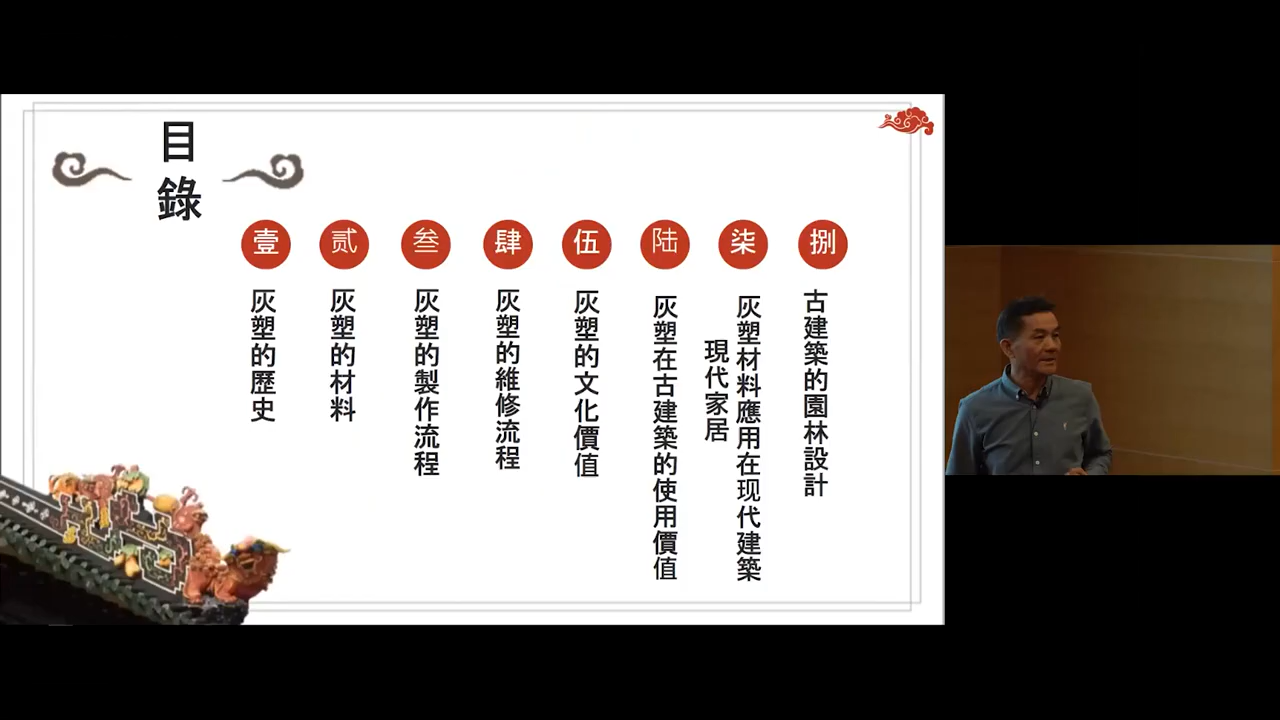 目錄
壹
灰塑的歷史
贰
灰塑的材料
叁
灰塑的製作流程
肆
灰塑的維修流程
伍
灰塑的文化價值
陆
灰塑在古建築的使用價值
柒
灰塑材料應用在现代建築
現代家居
捌
古建築的園林設計